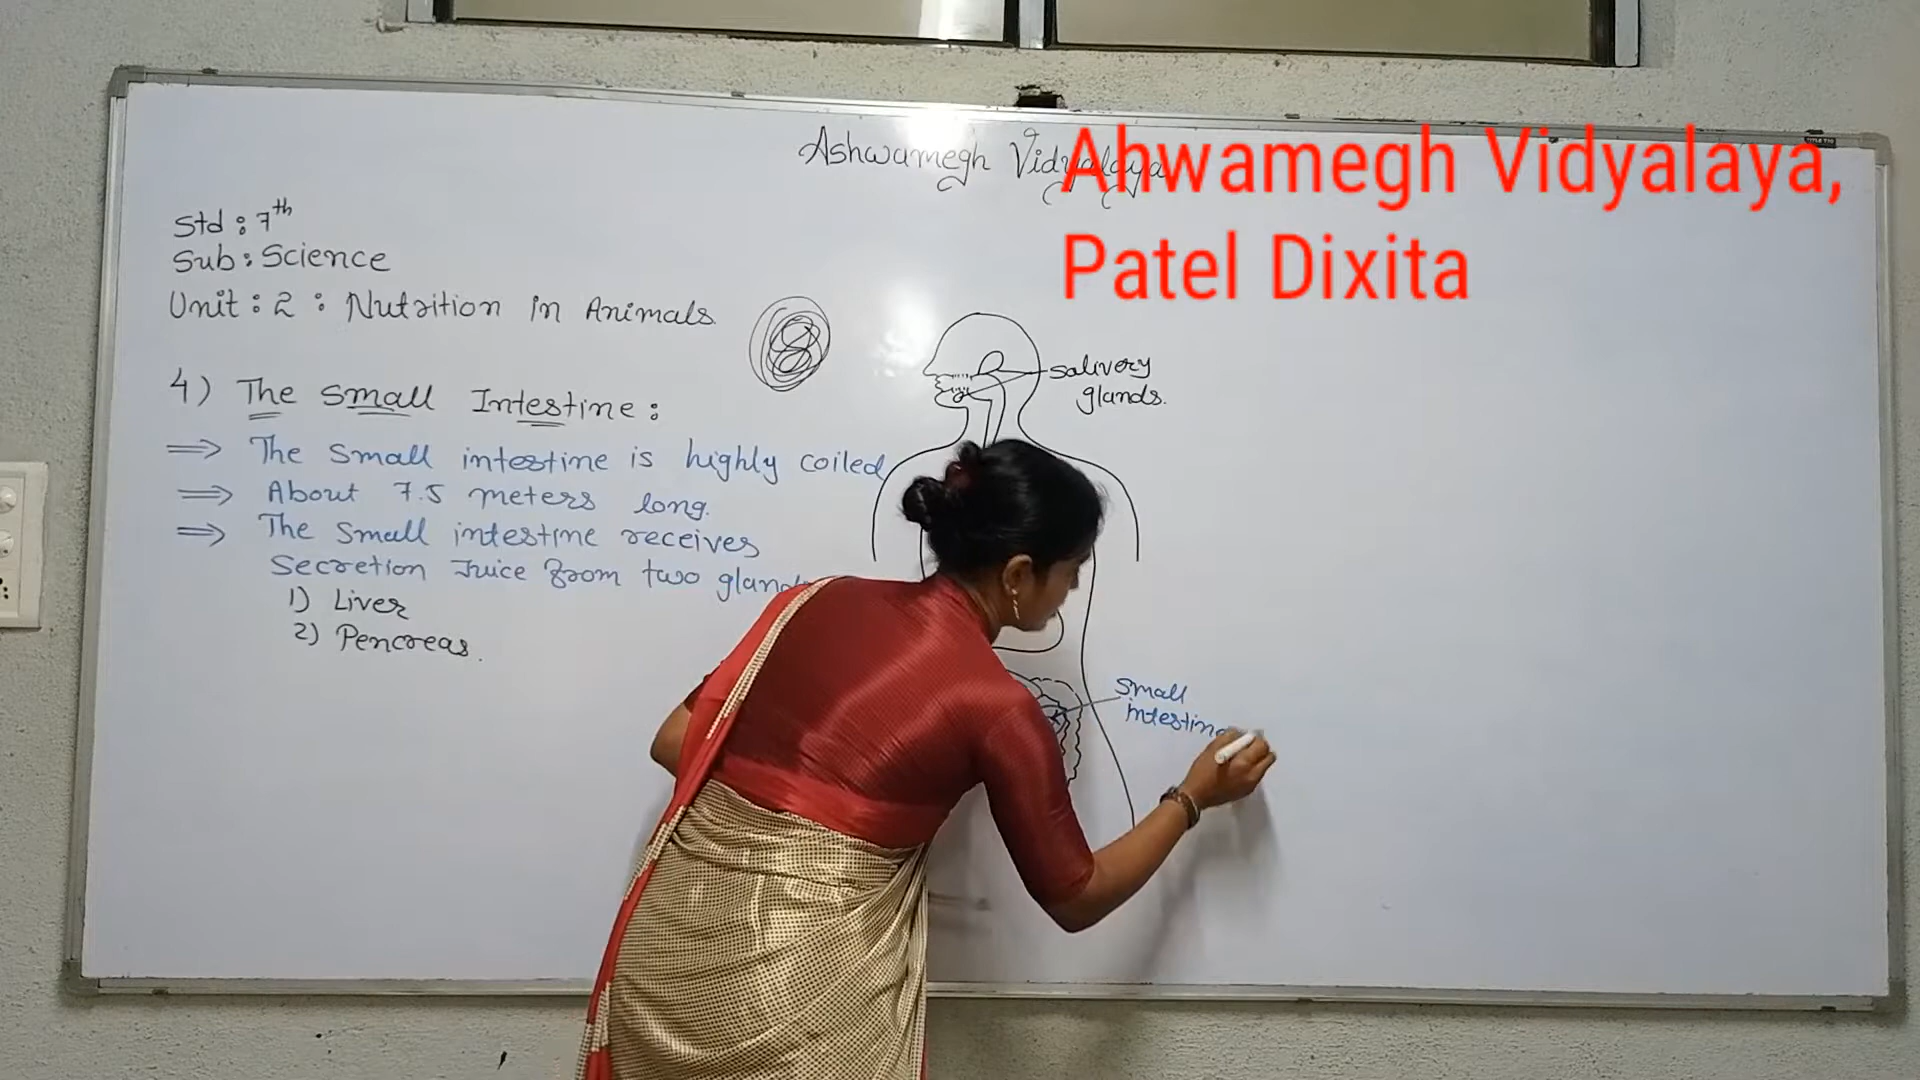 Ashwamegh Vidyalaya
Ahwamegh Vidyalaya,
Patel Dixita
Std : 7th
Sub : Science
Unit : 2 : Nutrition in Animals
4) The Small Intestine :
⇒ The Small intestine is highly coiled
⇒ About 7.5 meters long.
⇒ The Small intestine receives
Secretion Juice from two glands
1) Liver
2) Pencreas.
salivery
glands.
Small
intestine